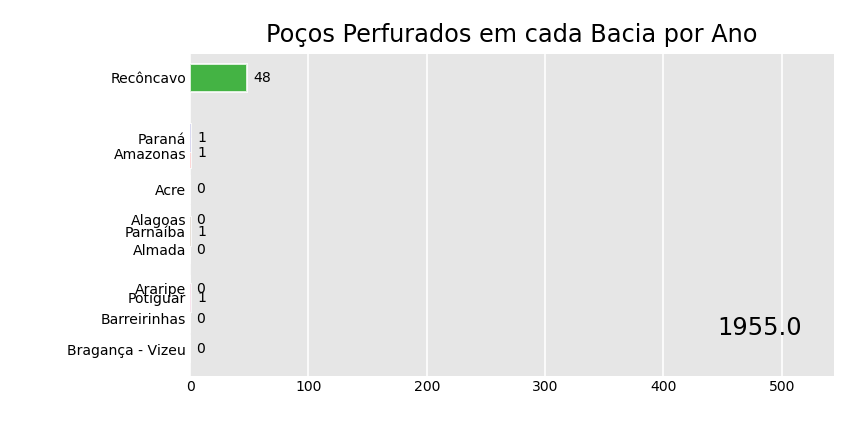 Poços Perfurados em cada Bacia por Ano
Recôncavo 48
Paraná 1
Amazonas 1
Acre 0
Alagoas 0
Parnaíba 1
Almada 0
Araripe 0
Potiguar 1
Barreirinhas 0
1955.0
Bragança - Vizeu 0
0 100 200 300 400 500